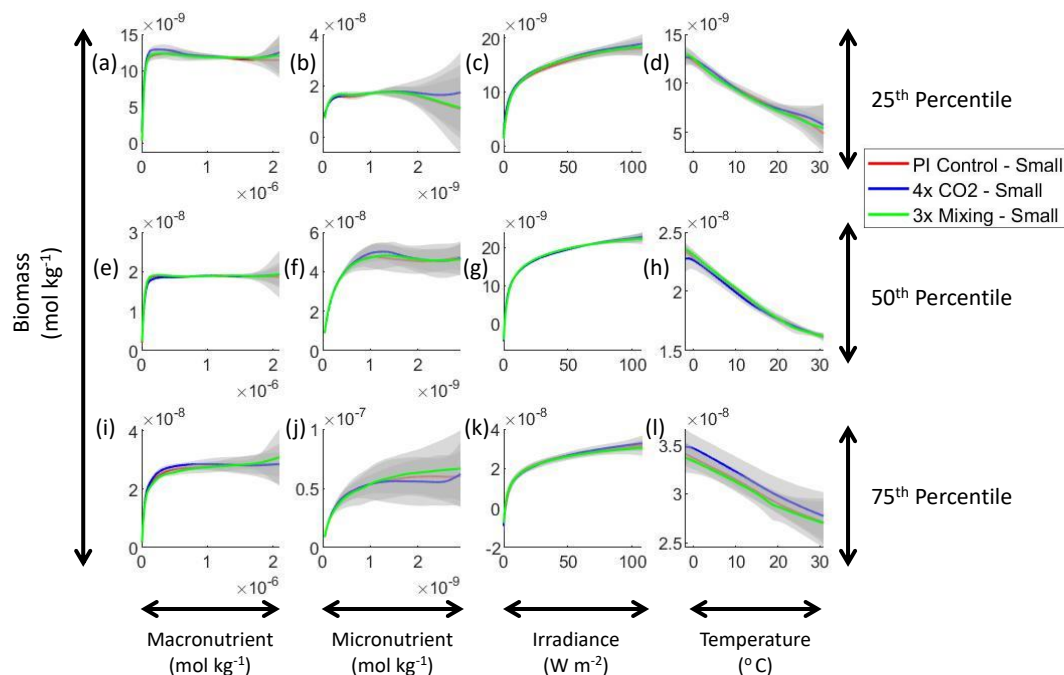 ×10⁻⁹
×10⁻⁸
×10⁻⁹
×10⁻⁹
(a)
(b)
(c)
(d)
15
10
5
0
4
2
0
20
10
0
15
10
5
0 1 2
×10⁻⁶
0 1 2
×10⁻⁹
0 50 100
0 10 20 30
25th Percentile
PI Control - Small
4x CO2 - Small
3x Mixing - Small
×10⁻⁸
×10⁻⁸
×10⁻⁹
×10⁻⁸
(e)
(f)
(g)
(h)
3
2
1
0
6
4
2
0
20
10
0
2.5
2
1.5
0 1 2
×10⁻⁶
0 1 2
×10⁻⁹
0 50 100
0 10 20 30
50th Percentile
Biomass
(mol kg⁻¹)
×10⁻⁸
×10⁻⁷
×10⁻⁸
×10⁻⁸
(i)
(j)
(k)
(l)
4
2
0
1
0.5
0
4
2
0
-2
3.5
3
2.5
0 1 2
×10⁻⁶
0 1 2
×10⁻⁹
0 50 100
0 10 20 30
75th Percentile
Macronutrient
(mol kg⁻¹)
Micronutrient
(mol kg⁻¹)
Irradiance
(W m⁻²)
Temperature
(° C)